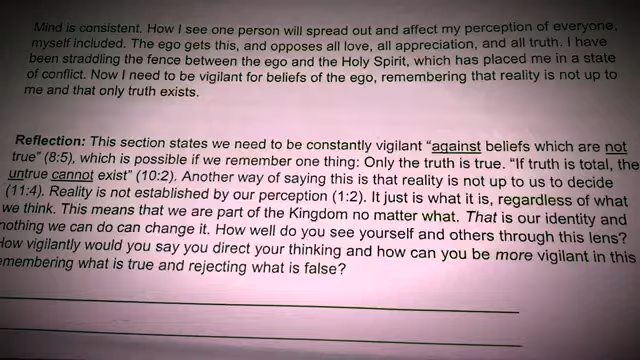 Mind is consistent. How I see one person will spread out and affect my perception of everyone,
myself included. The ego gets this, and opposes all love, all appreciation, and all truth. I have
been straddling the fence between the ego and the Holy Spirit, which has placed me in a state
of conflict. Now I need to be vigilant for beliefs of the ego, remembering that reality is not up to
me and that only truth exists.
Reflection: This section states we need to be constantly vigilant “against beliefs which are not
true” (8:5), which is possible if we remember one thing: Only the truth is true. “If truth is total, the
untrue cannot exist” (10:2). Another way of saying this is that reality is not up to us to decide
(11:4). Reality is not established by our perception (1:2). It just is what it is, regardless of what
we think. This means that we are part of the Kingdom no matter what. That is our identity and
nothing we can do can change it. How well do you see yourself and others through this lens?
How vigilantly would you say you direct your thinking and how can you be more vigilant in this
emembering what is true and rejecting what is false?